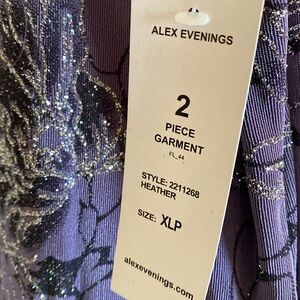 ALEX EVENINGS
2
PIECE
GARMENT
FL_44
STYLE: 2211268
HEATHER
SIZE: XLP
alexevenings.com